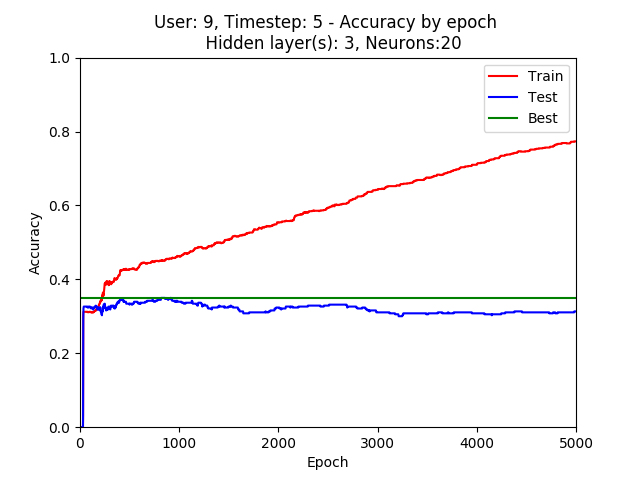 User: 9, Timestep: 5 - Accuracy by epoch
Hidden layer(s): 3, Neurons:20
1.0
0.8
0.6
0.4
0.2
0.0
Accuracy
Train
Test
Best
0
1000
2000
3000
4000
5000
Epoch